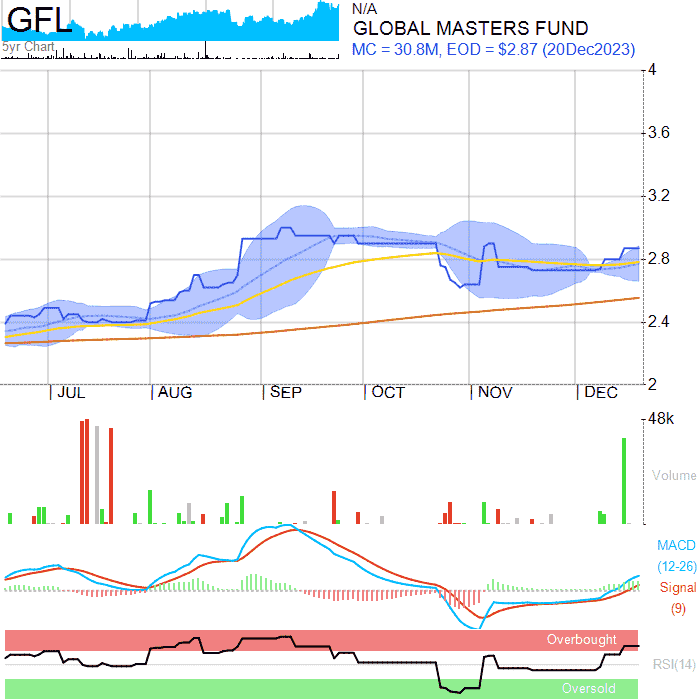 GFL
5yr Chart
N/A
GLOBAL MASTERS FUND
MC = 30.8M, EOD = $2.87 (20Dec2023)
4
3.6
3.2
2.8
2.4
2
JUL AUG SEP OCT NOV DEC
48k
Volume
MACD
(12-26)
Signal
(9)
Overbought
RSI(14)
Oversold